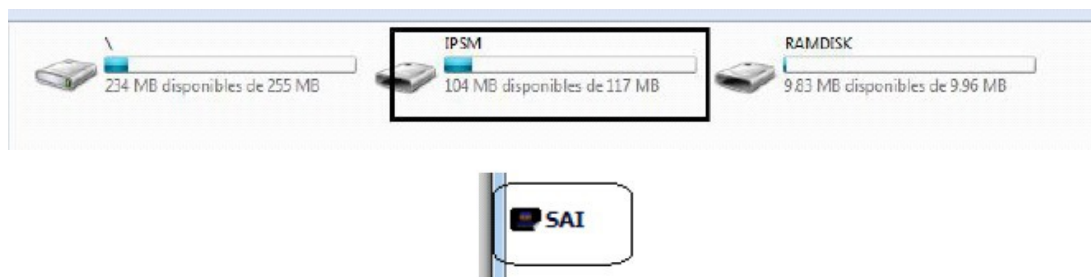 \ IPSM RAMDISK
234 MB disponibles de 255 MB 104 MB disponibles de 117 MB 9.83 MB disponibles de 9.96 MB
SAI